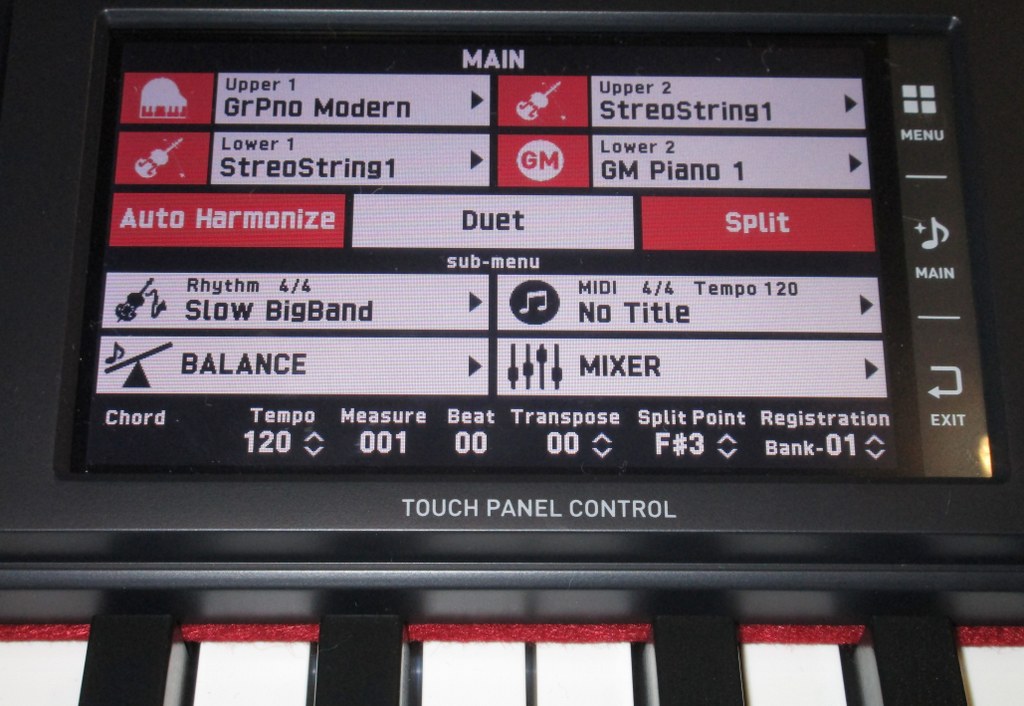 MAIN
Upper 1
GrPno Modern
Upper 2
StreoString1
Lower 1
StreoString1
GM
Lower 2
GM Piano 1
Auto Harmonize
Duet
Split
sub-menu
Rhythm 4/4
Slow BigBand
MIDI 4/4 Tempo 120
No Title
BALANCE
MIXER
Chord Tempo Measure Beat Transpose Split Point Registration
120 001 00 00 F#3 Bank-01
MENU
MAIN
EXIT
TOUCH PANEL CONTROL